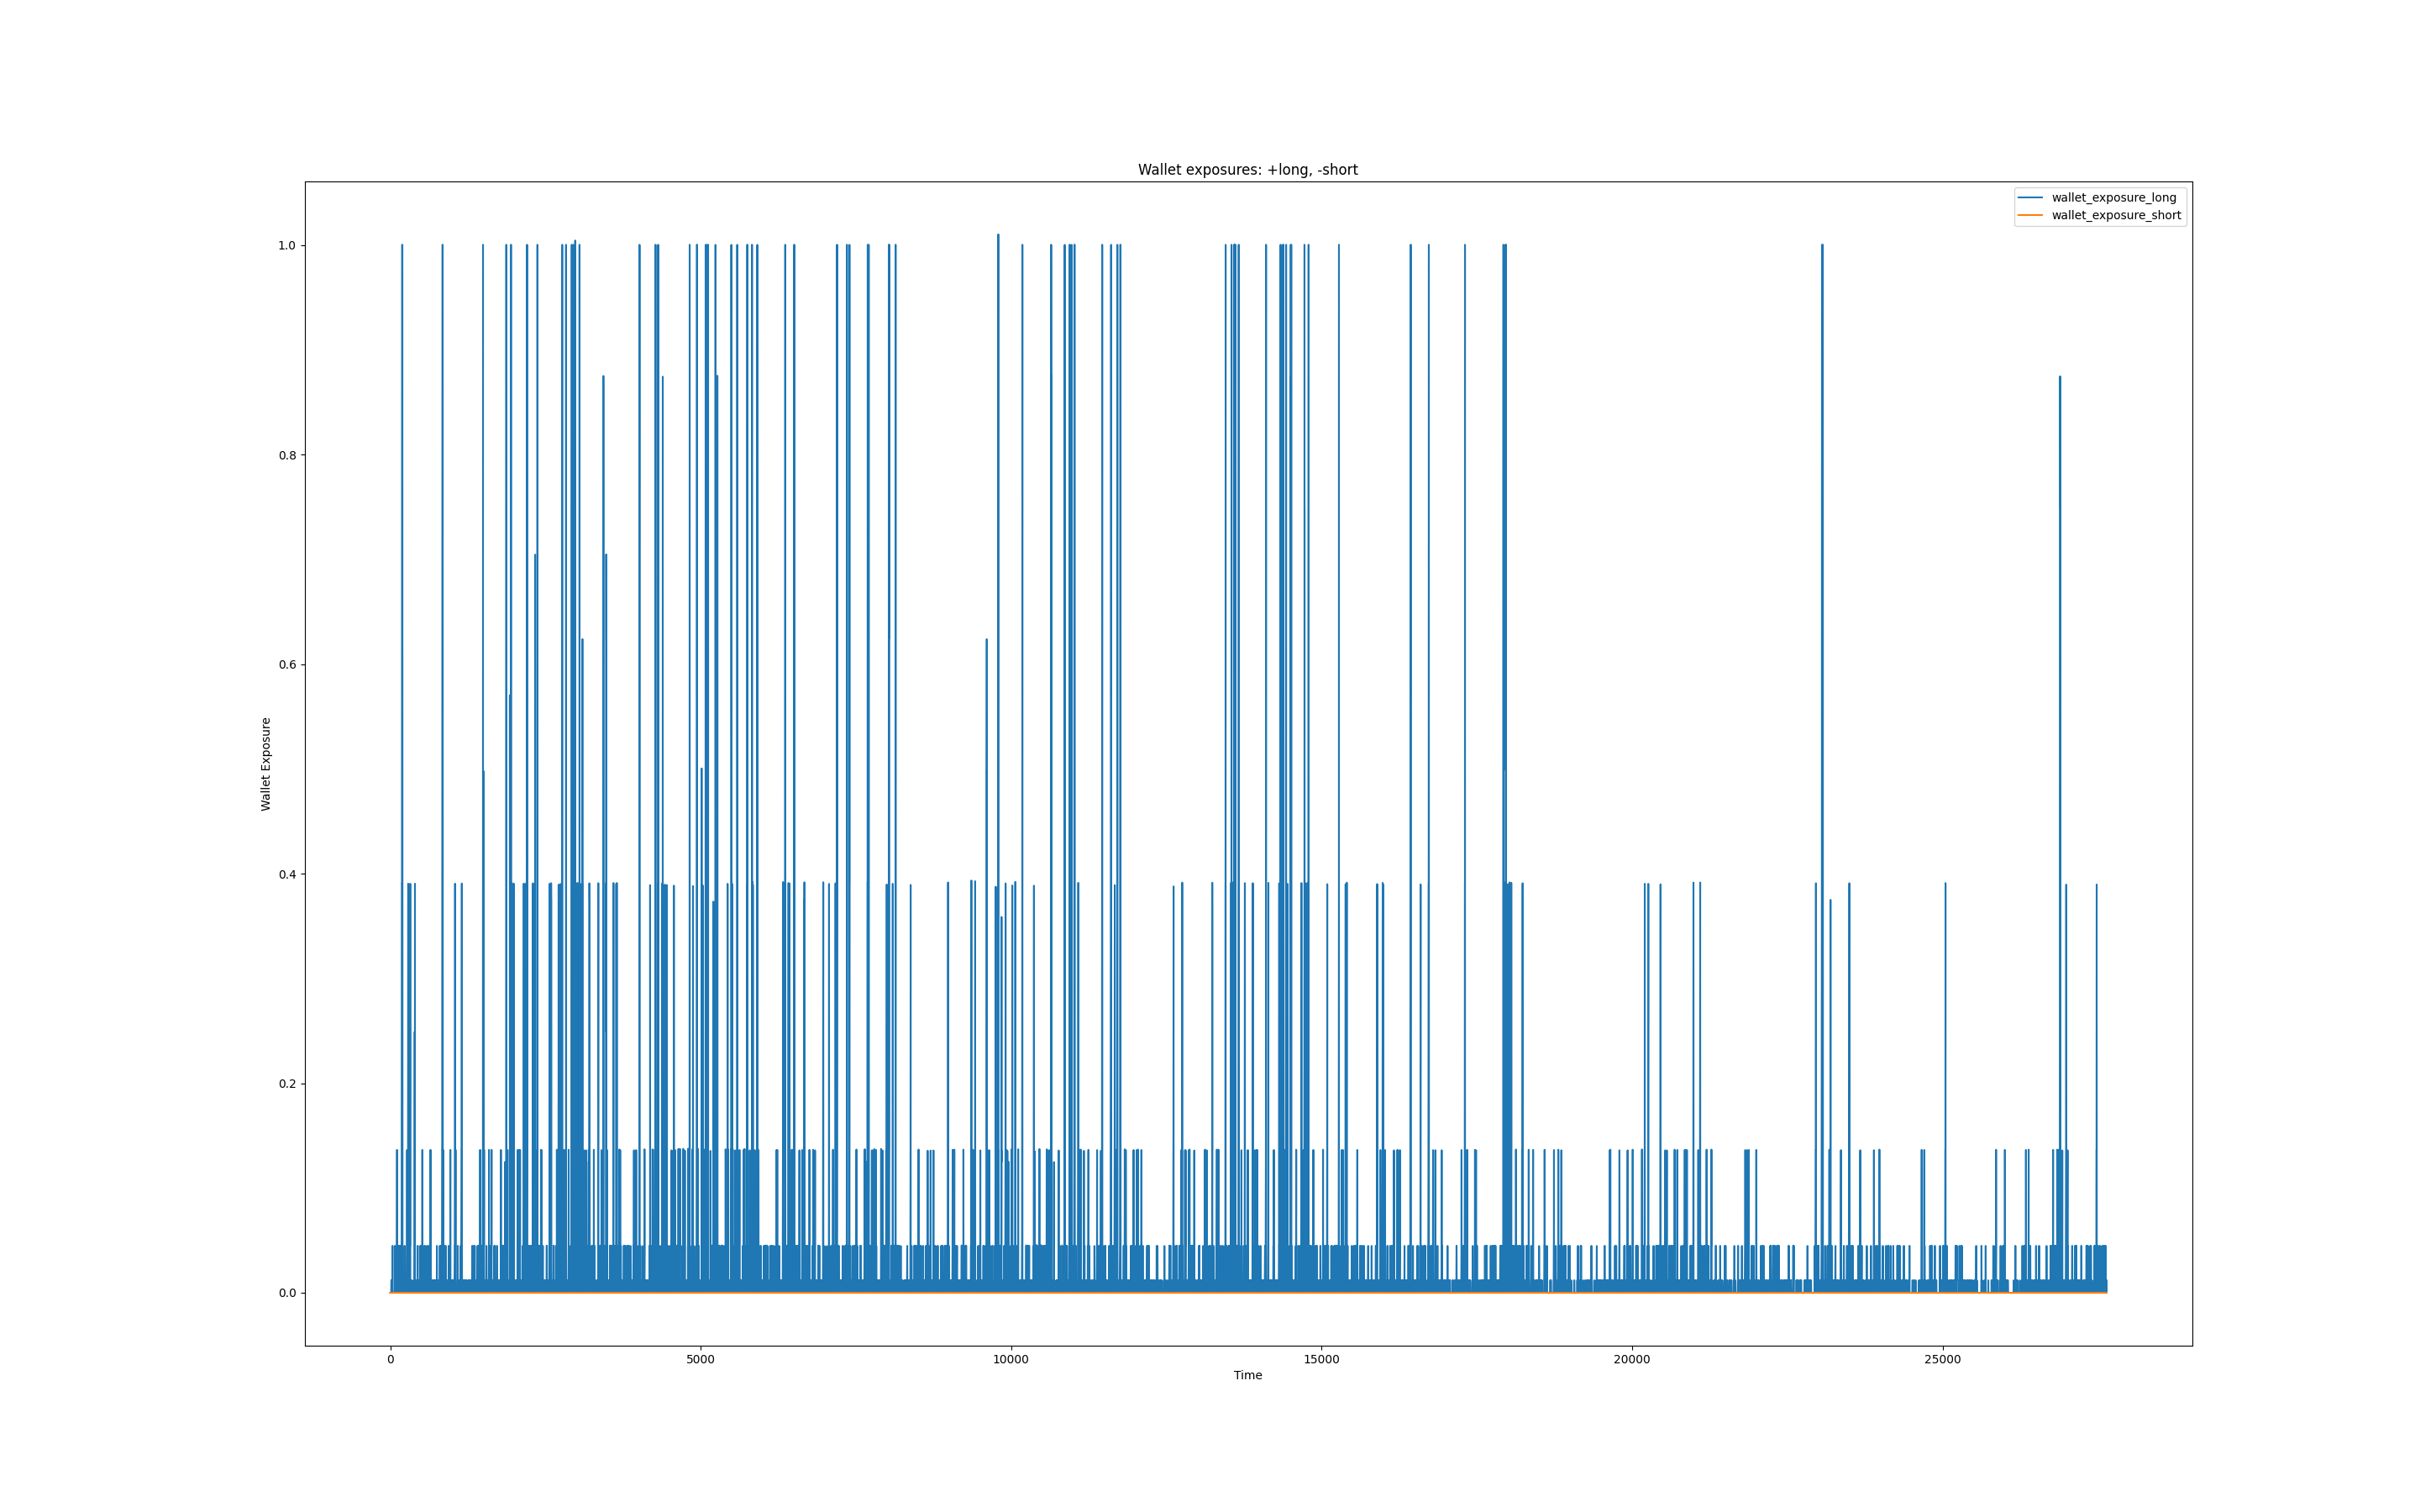 Wallet exposures: +long, -short
wallet_exposure_long
wallet_exposure_short
1.0
0.8
0.6
0.4
0.2
0.0
Wallet Exposure
0 5000 10000 15000 20000 25000
Time